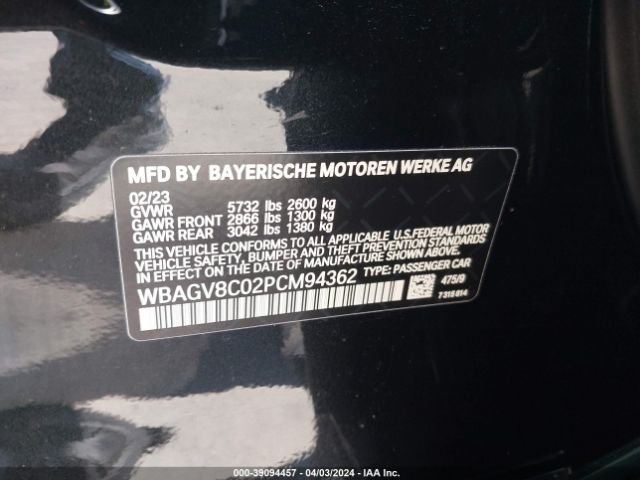 MFD BY BAYERISCHE MOTOREN WERKE AG
02/23
GVWR 5732 lbs 2600 kg
GAWR FRONT 2866 lbs 1300 kg
GAWR REAR 3042 lbs 1380 kg
THIS VEHICLE CONFORMS TO ALL APPLICABLE U.S. FEDERAL MOTOR
VEHICLE SAFETY, BUMPER AND THEFT PREVENTION STANDARDS
IN EFFECT ON THE DATE OF MANUFACTURE SHOWN ABOVE.
WBAGV8C02PCM94362 TYPE: PASSENGER CAR
475/9
7315814
000-39094457 - 04/03/2024 - IAA Inc.